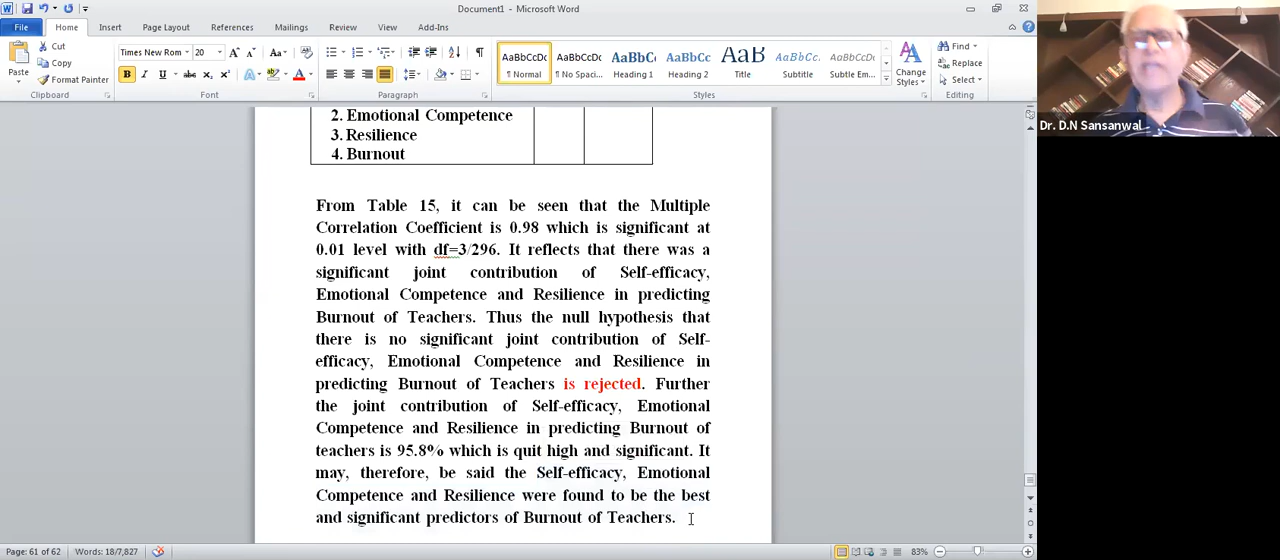 Document1 - Microsoft Word
File Home Insert Page Layout References Mailings Review View Add-Ins
Paste
Cut
Copy
Format Painter
Clipboard
Times New Rom 20
B I U abc x₂ x²
Font
Paragraph
AaBbCcDc AaBbCcDc AaBbC AaBbCc AaB AaBbCc. AaBbCcDc
¶ Normal ¶ No Spaci... Heading 1 Heading 2 Title Subtitle Subtle Em...
Styles
Change Styles
Find
Replace
Select
Editing
Dr. D.N Sansanwal
2. Emotional Competence
3. Resilience
4. Burnout
From Table 15, it can be seen that the Multiple
Correlation Coefficient is 0.98 which is significant at
0.01 level with df=3/296. It reflects that there was a
significant joint contribution of Self-efficacy,
Emotional Competence and Resilience in predicting
Burnout of Teachers. Thus the null hypothesis that
there is no significant joint contribution of Self-
efficacy, Emotional Competence and Resilience in
predicting Burnout of Teachers is rejected. Further
the joint contribution of Self-efficacy, Emotional
Competence and Resilience in predicting Burnout of
teachers is 95.8% which is quit high and significant. It
may, therefore, be said the Self-efficacy, Emotional
Competence and Resilience were found to be the best
and significant predictors of Burnout of Teachers.
Page: 61 of 62 Words: 18/7,827 83%